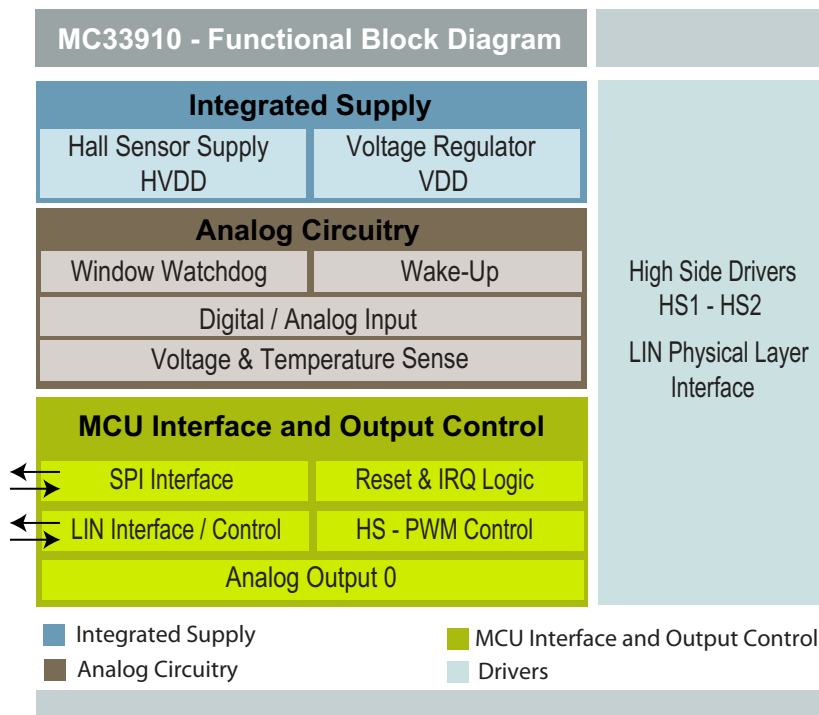 MC33910 - Functional Block Diagram
Integrated Supply
Hall Sensor Supply
HVDD
Voltage Regulator
VDD
Analog Circuitry
Window Watchdog
Wake-Up
Digital / Analog Input
Voltage & Temperature Sense
MCU Interface and Output Control
SPI Interface
Reset & IRQ Logic
LIN Interface / Control
HS - PWM Control
Analog Output 0
High Side Drivers
HS1 - HS2
LIN Physical Layer
Interface
Integrated Supply
MCU Interface and Output Control
Analog Circuitry
Drivers